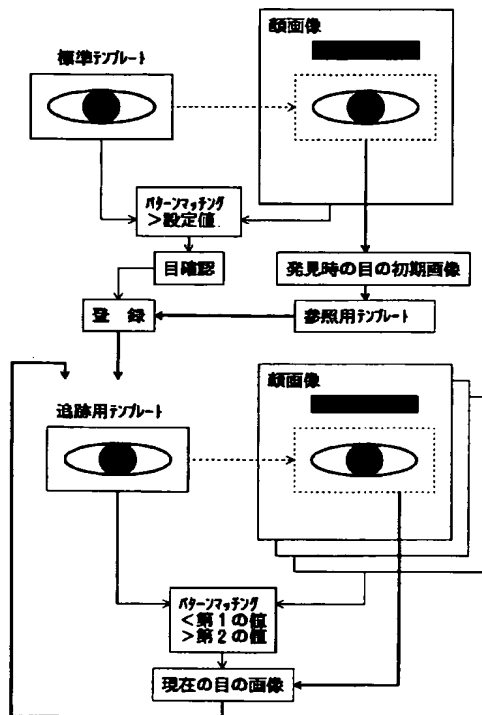 顔画像
標準テンプレート
パターンマッチング
>設定値
目確認
発見時の目の初期画像
登 録
参照用テンプレート
顔画像
追跡用テンプレート
パターンマッチング
<第1の値
>第2の値
現在の目の画像